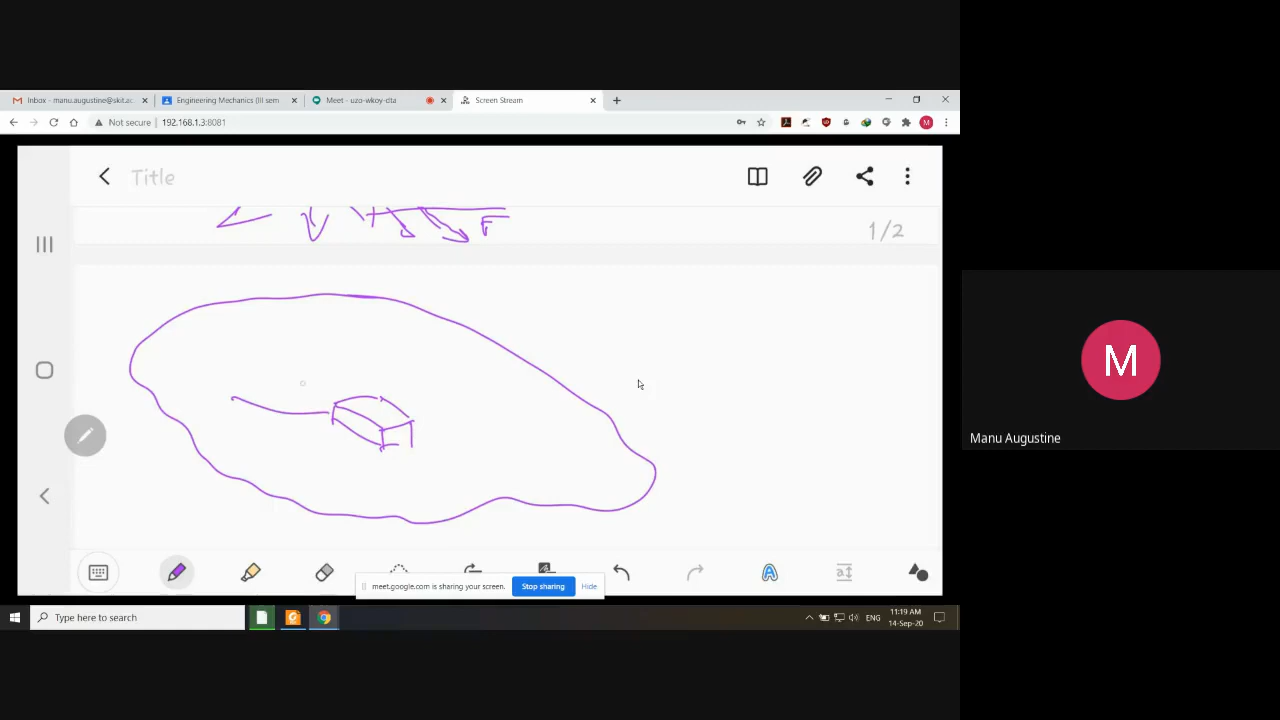 Inbox - manu.augustine@skit.ac.
Engineering Mechanics (III sem
Meet - uzo-wkoy-dta
Screen Stream
Not secure | 192.168.1.3:8081
Title
F
1/2
M
Manu Augustine
meet.google.com is sharing your screen.
Stop sharing
Hide
Type here to search
ENG
11:19 AM
14-Sep-20